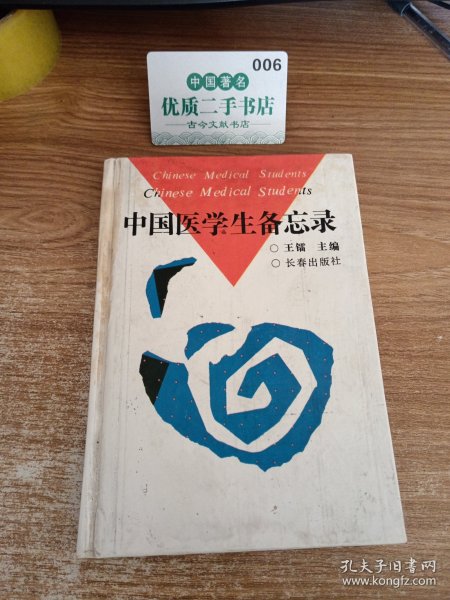 006
中国著名
优质二手书店
古今文献书店
Chinese Medical Students
Chinese Medical Students
中国医学生备忘录
○ 王镭 主编
○ 长春出版社
孔夫子旧书网
www.kongfz.com